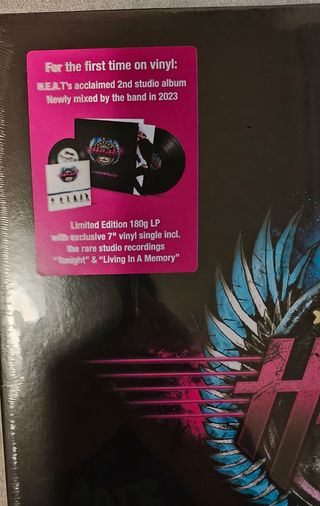 For the first time on vinyl:
H.E.A.T's acclaimed 2nd studio album
Newly mixed by the band in 2023
Limited Edition 180g LP
with exclusive 7" vinyl single incl.
the rare studio recordings
"Tonight" & "Living In A Memory"